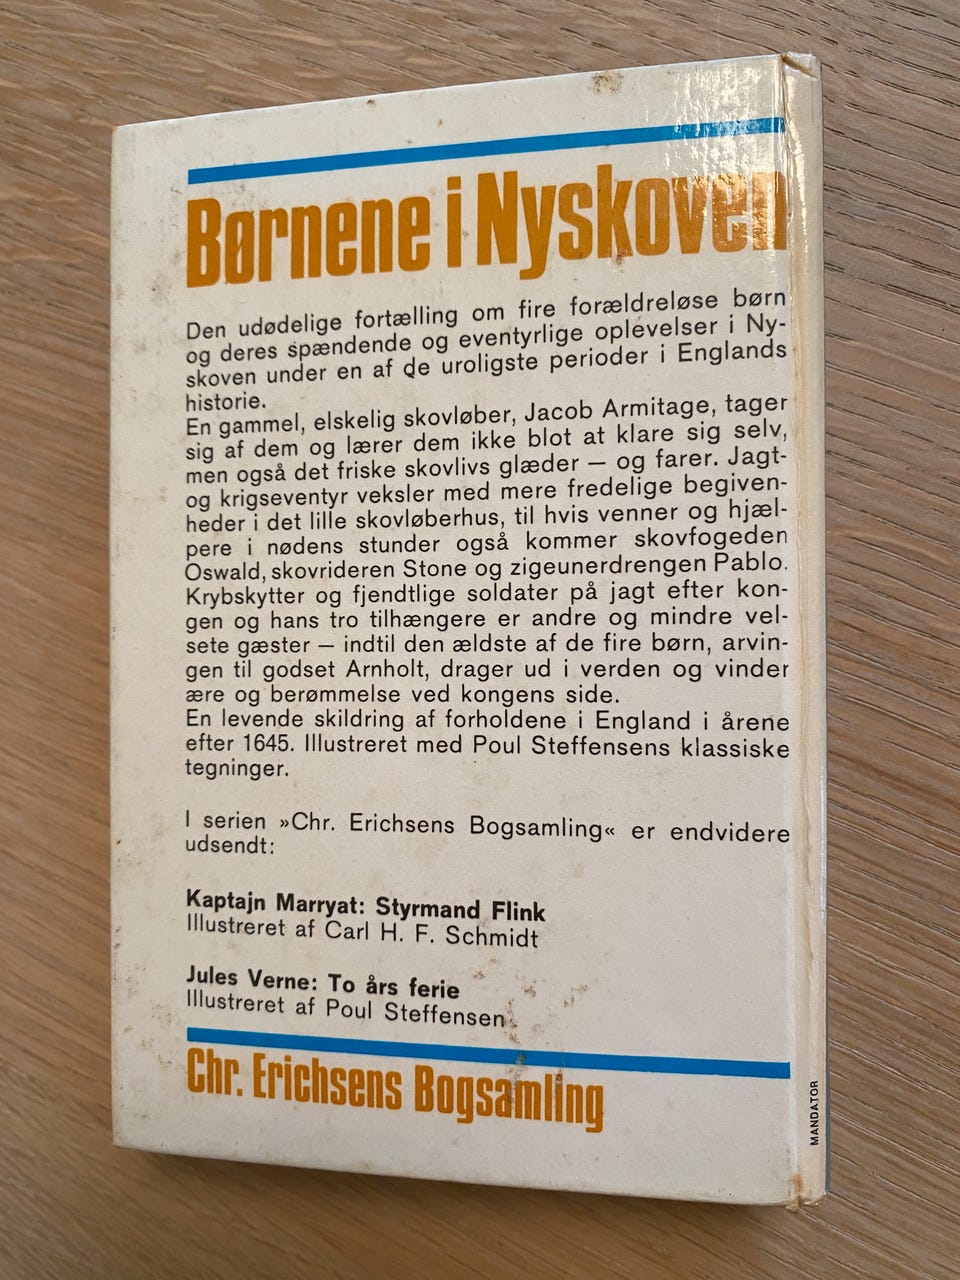 Børnene i Nyskoven
Den udødelige fortælling om fire forældreløse børn
og deres spændende og eventyrlige oplevelser i Ny-
skoven under en af de uroligste perioder i Englands
historie.
En gammel, elskelig skovløber, Jacob Armitage, tager
sig af dem og lærer dem ikke blot at klare sig selv,
men også det friske skovlivs glæder — og farer. Jagt-
og krigseventyr veksler med mere fredelige begiven-
heder i det lille skovløberhus, til hvis venner og hjæl-
pere i nødens stunder også kommer skovfogeden
Oswald, skovrideren Stone og zigeunerdrengen Pablo.
Krybskytter og fjendtlige soldater på jagt efter kon-
gen og hans tro tilhængere er andre og mindre vel-
sete gæster — indtil den ældste af de fire børn, arvin-
gen til godset Arnholt, drager ud i verden og vinder
ære og berømmelse ved kongens side.
En levende skildring af forholdene i England i årene
efter 1645. Illustreret med Poul Steffensens klassiske
tegninger.
I serien »Chr. Erichsens Bogsamling« er endvidere
udsendt:
Kaptajn Marryat: Styrmand Flink
Illustreret af Carl H. F. Schmidt
Jules Verne: To års ferie
Illustreret af Poul Steffensen
Chr. Erichsens Bogsamling
MANDATOR